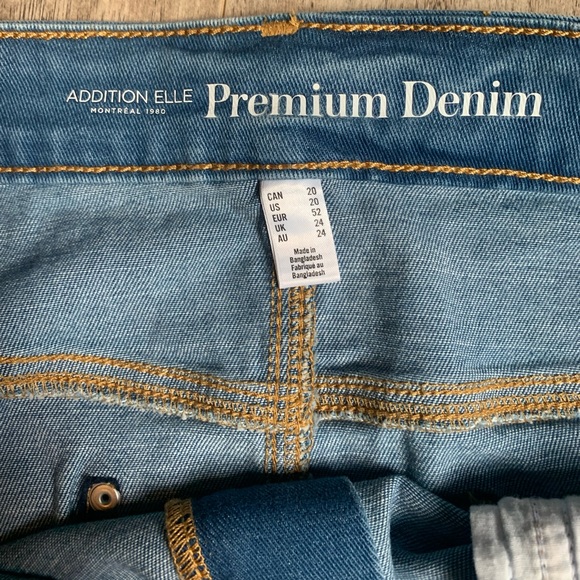 ADDITION ELLE Premium Denim
MONTRÉAL 1980
CAN 20
US 20
EUR 52
UK 24
AU 24
Made in
Bangladesh
Fabriqué au
Bangladesh